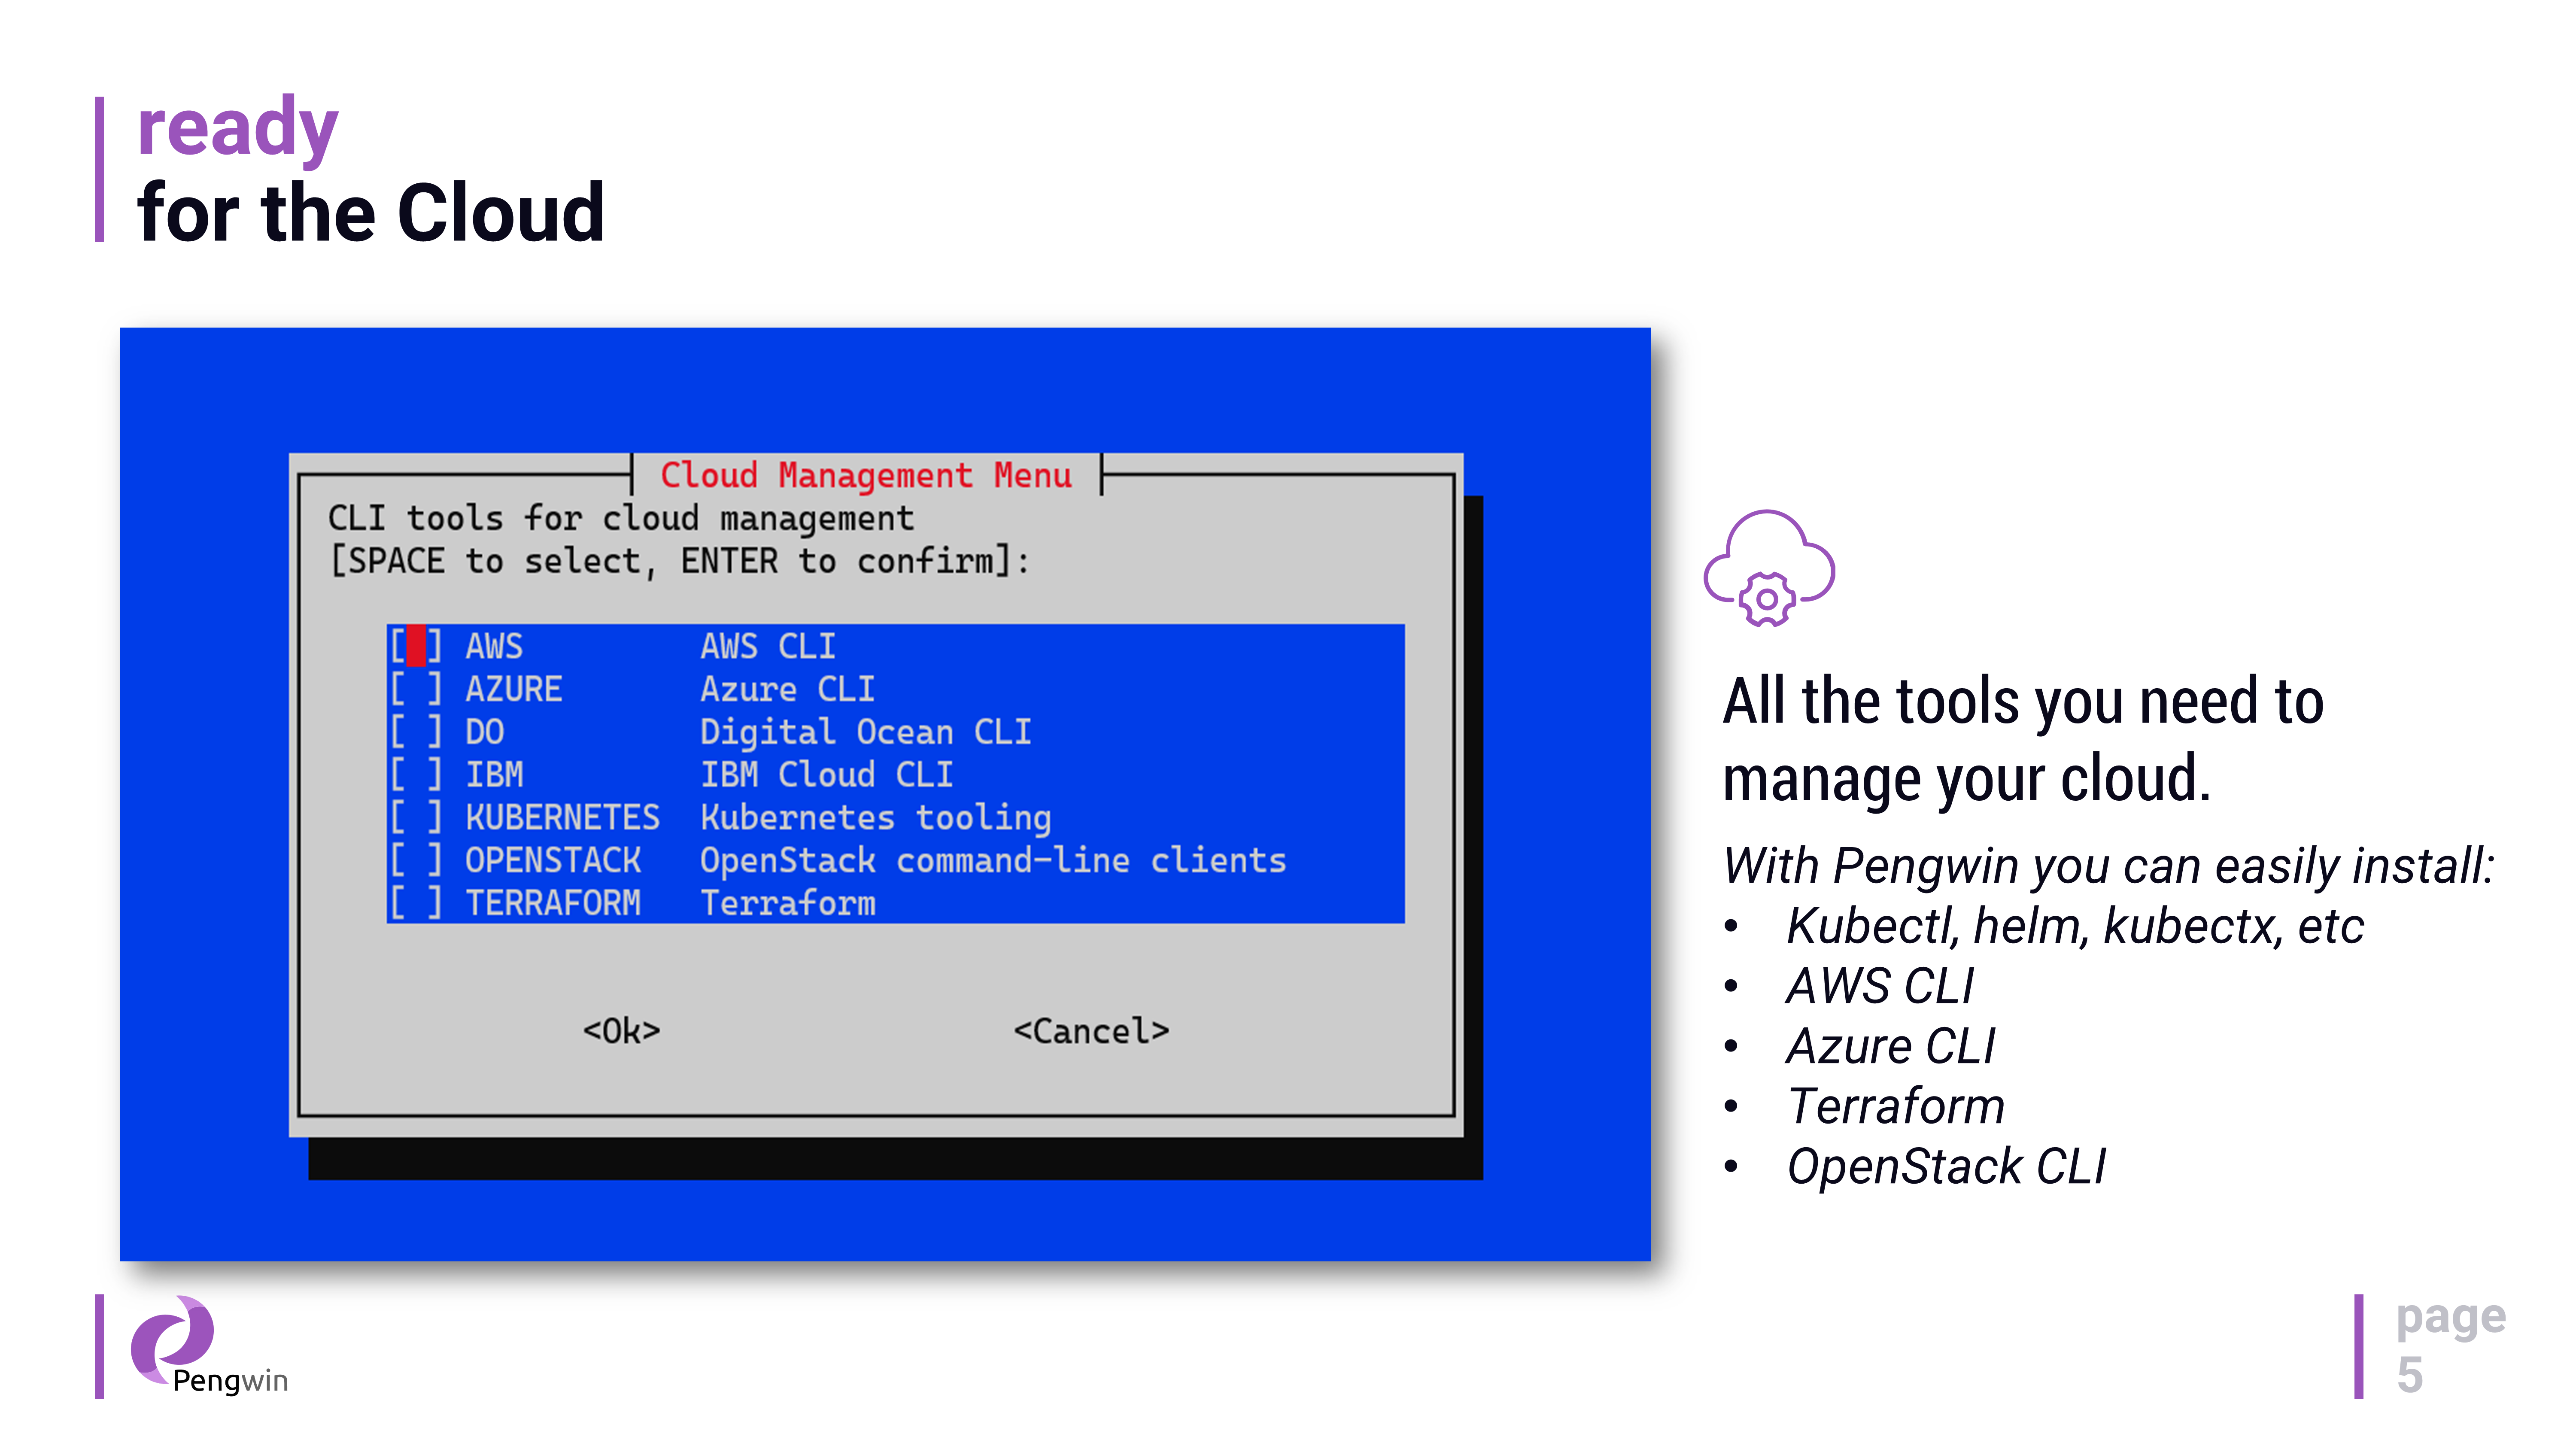 ready
for the Cloud
Cloud Management Menu
CLI tools for cloud management
[SPACE to select, ENTER to confirm]:
[ ] AWS AWS CLI
[ ] AZURE Azure CLI
[ ] DO Digital Ocean CLI
[ ] IBM IBM Cloud CLI
[ ] KUBERNETES Kubernetes tooling
[ ] OPENSTACK OpenStack command-line clients
[ ] TERRAFORM Terraform
<Ok> <Cancel>
All the tools you need to
manage your cloud.
With Pengwin you can easily install:
• Kubectl, helm, kubectx, etc
• AWS CLI
• Azure CLI
• Terraform
• OpenStack CLI
Pengwin
page
5